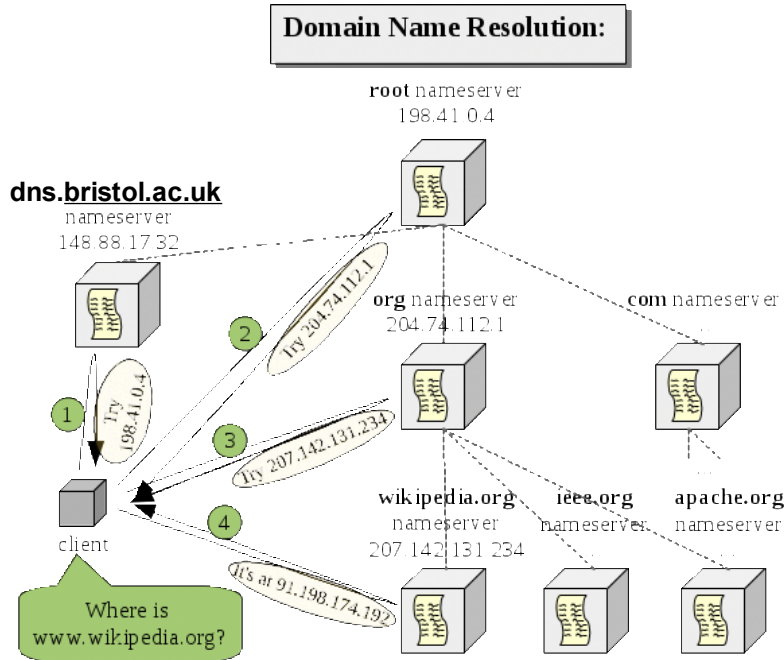 Domain Name Resolution:
root nameserver
198.41.0.4
dns.bristol.ac.uk
nameserver
148.88.17.32
2
Try 204.74.112.1
org nameserver
204.74.112.1
com nameserver
1
Try
198.41.0.4
3
Try 207.142.131.234
4
It's at 91.198.174.192
wikipedia.org
nameserver
207.142.131.234
ieee.org
nameserver
apache.org
nameserver
client
Where is
www.wikipedia.org?